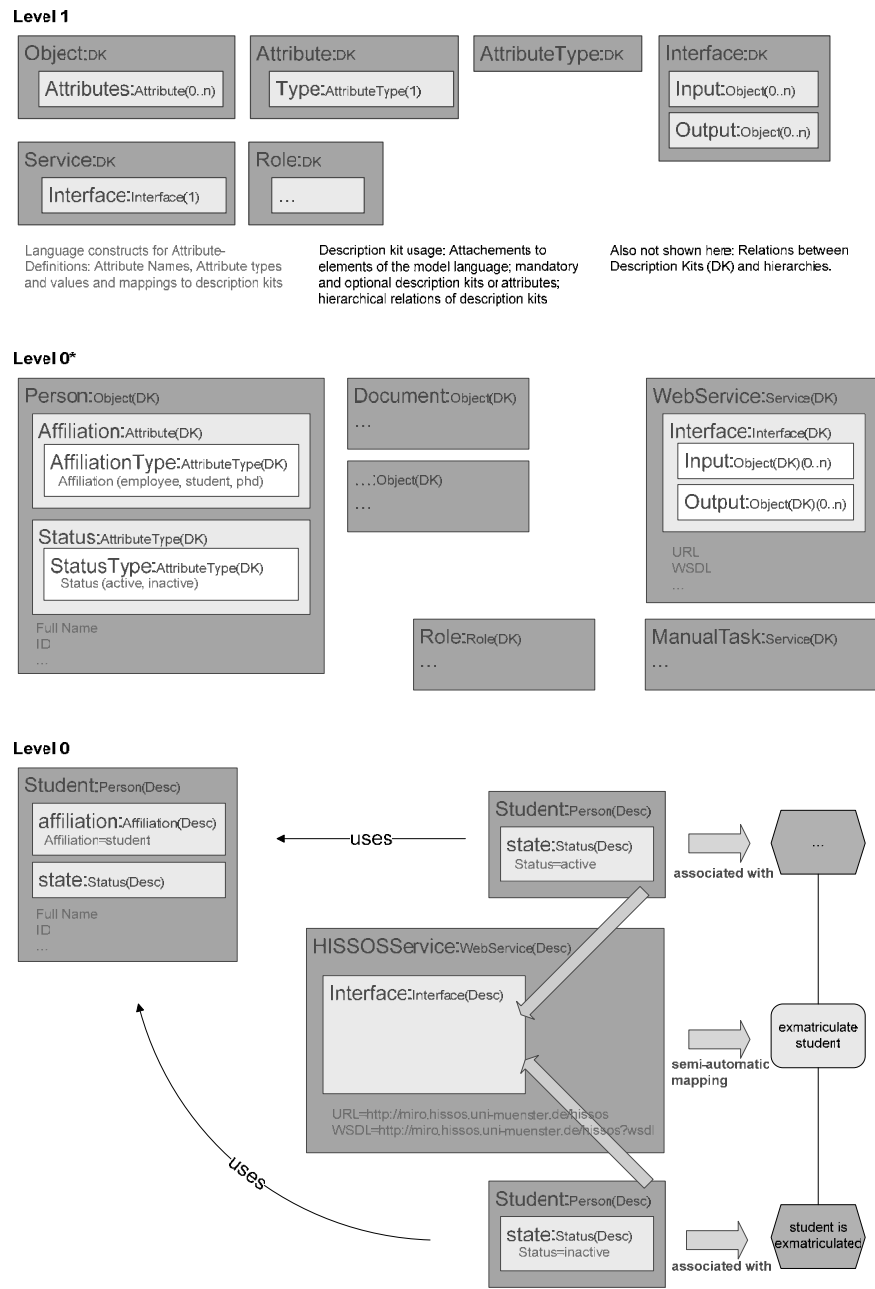 Level 1
Object:DK
Attributes:Attribute(0..n)
Attribute:DK
Type:AttributeType(1)
AttributeType:DK
Interface:DK
Input:Object(0..n)
Output:Object(0..n)
Service:DK
Interface:Interface(1)
Role:DK
...
Language constructs for Attribute-
Definitions: Attribute Names, Attribute types
and values and mappings to description kits
Description kit usage: Attachements to
elements of the model language; mandatory
and optional description kits or attributes;
hierarchical relations of description kits
Also not shown here: Relations between
Description Kits (DK) and hierarchies.
Level 0*
Person:Object(DK)
Affiliation:Attribute(DK)
AffiliationType:AttributeType(DK)
Affiliation (employee, student, phd)
Status:AttributeType(DK)
StatusType:AttributeType(DK)
Status (active, inactive)
Full Name
ID
...
Document:Object(DK)
...
...:Object(DK)
...
WebService:Service(DK)
Interface:Interface(DK)
Input:Object(DK)(0..n)
Output:Object(DK)(0..n)
URL
WSDL
...
Role:Role(DK)
...
ManualTask:Service(DK)
...
Level 0
Student:Person(Desc)
affiliation:Affiliation(Desc)
Affiliation=student
state:Status(Desc)
Full Name
ID
...
uses
Student:Person(Desc)
state:Status(Desc)
Status=active
associated with
...
HISSOSService:WebService(Desc)
Interface:Interface(Desc)
URL=http://miro.hissos.uni-muenster.de/hissos
WSDL=http://miro.hissos.uni-muenster.de/hissos?wsdl
semi-automatic
mapping
exmatriculate
student
uses
Student:Person(Desc)
state:Status(Desc)
Status=inactive
associated with
student is
exmatriculated